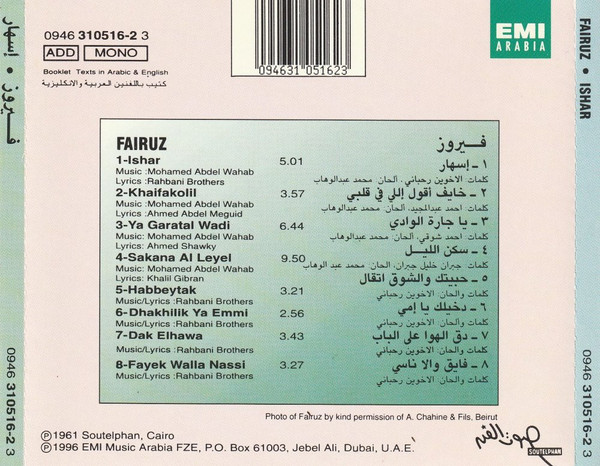 0946 310516-2 3
ADD MONO
Booklet Texts in Arabic & English
كتيب باللغتين العربية والانكليزية
094631 051623
EMI
ARABIA
FAIRUZ
1-Ishar 5.01
Music :Mohamed Abdel Wahab
Lyrics :Rahbani Brothers
2-Khaifakolil 3.57
Music: Mohamed Abdel Wahab
Lyrics :Ahmed Abdel Meguid
3-Ya Garatal Wadi 6.44
Music: Mohamed Abdel Wahab
Lyrics: Ahmed Shawky
4-Sakana Al Leyel 9.50
Music: Mohamed Abdel Wahab
Lyrics: Khalil Gibran
5-Habbeytak 3.21
Music/Lyrics :Rahbani Brothers
6-Dhakhilik Ya Emmi 2.56
Music/Lyrics :Rahbani Brothers
7-Dak Elhawa 3.43
Music/Lyrics: Rahbani Brothers
8-Fayek Walla Nassi 3.27
Music/Lyrics: Rahbani Brothers
فيروز
١ - إسهار
كلمات: الاخوين رحباني، الحان: محمد عبدالوهاب
٢ - خايف أقول إللي في قلبي
كلمات: احمد عبدالمجيد، الحان: محمد عبدالوهاب
٣ - يا جارة الوادي
كلمات: احمد شوقي، الحان: محمد عبدالوهاب
٤ - سكن الليل
كلمات: جبران خليل جبران، الحان: محمد عبد الوهاب
٥ - حبيتك والشوق انقال
كلمات والحان: الاخوين رحباني
٦ - دخيلك يا إمي
كلمات والحان: الاخوين رحباني
٧ - دق الهوا على الباب
كلمات والحان: الاخوين رحباني
٨ - فايق والا ناسي
كلمات والحان: الاخوين رحباني
Photo of Fairuz by kind permission of A. Chahine & Fils, Beirut
℗1961 Soutelphan, Cairo
℗1996 EMI Music Arabia FZE, P.O. Box 61003, Jebel Ali, Dubai, U.A.E.
صوت الفن
SOUTELPHAN
فيروز • إسهار
0946 310516-2 3
FAIRUZ • ISHAR
0946 310516-2 3